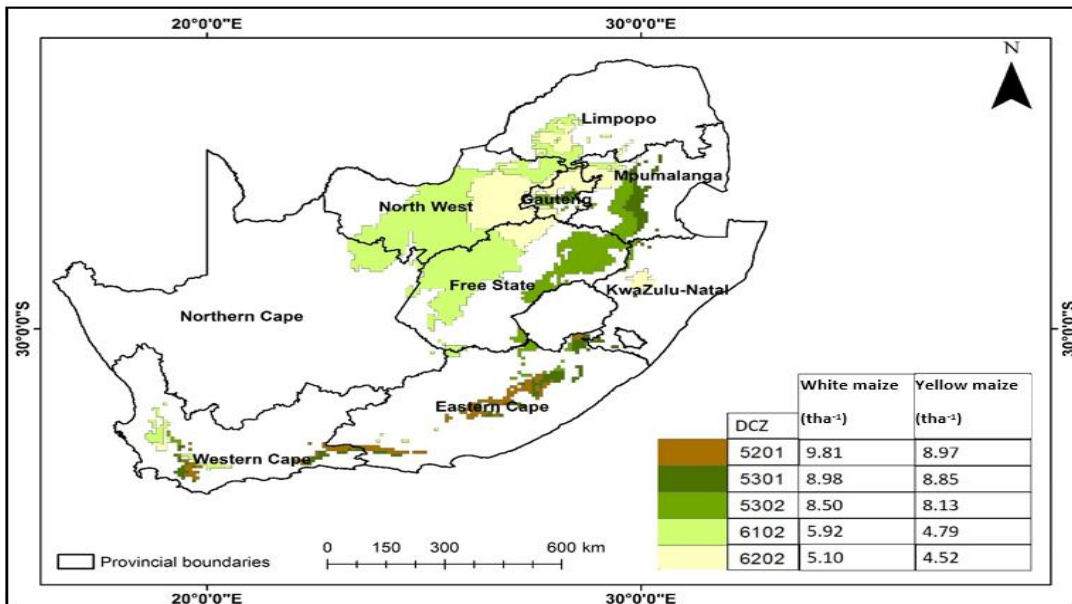 20°0'0"E 30°0'0"E
N
Limpopo
Mpumalanga
Gauteng
North West
Free State
KwaZulu-Natal
Northern Cape
30°0'0"S 30°0'0"S
Eastern Cape
Western Cape
DCZ White maize (tha⁻¹) Yellow maize (tha⁻¹)
5201 9.81 8.97
5301 8.98 8.85
5302 8.50 8.13
6102 5.92 4.79
6202 5.10 4.52
Provincial boundaries
0 150 300 600 km
20°0'0"E 30°0'0"E